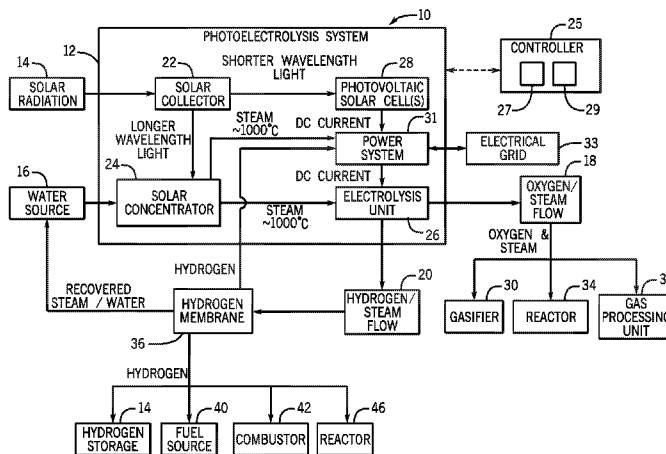 10
PHOTOELECTROLYSIS SYSTEM
12
25
CONTROLLER
27
29
14
SOLAR
RADIATION
22
SOLAR
COLLECTOR
SHORTER WAVELENGTH
LIGHT
28
PHOTOVOLTAIC
SOLAR CELL(S)
LONGER
WAVELENGTH
LIGHT
STEAM
~1000°C
DC CURRENT
31
POWER
SYSTEM
ELECTRICAL
GRID
33
16
WATER
SOURCE
24
SOLAR
CONCENTRATOR
DC CURRENT
STEAM
~1000°C
ELECTROLYSIS
UNIT
26
18
OXYGEN/
STEAM FLOW
OXYGEN &
STEAM
RECOVERED
STEAM / WATER
HYDROGEN
HYDROGEN
MEMBRANE
36
20
HYDROGEN/
STEAM
FLOW
30
GASIFIER
34
REACTOR
3
GAS
PROCESSING
UNIT
HYDROGEN
14
HYDROGEN
STORAGE
40
FUEL
SOURCE
42
COMBUSTOR
46
REACTOR